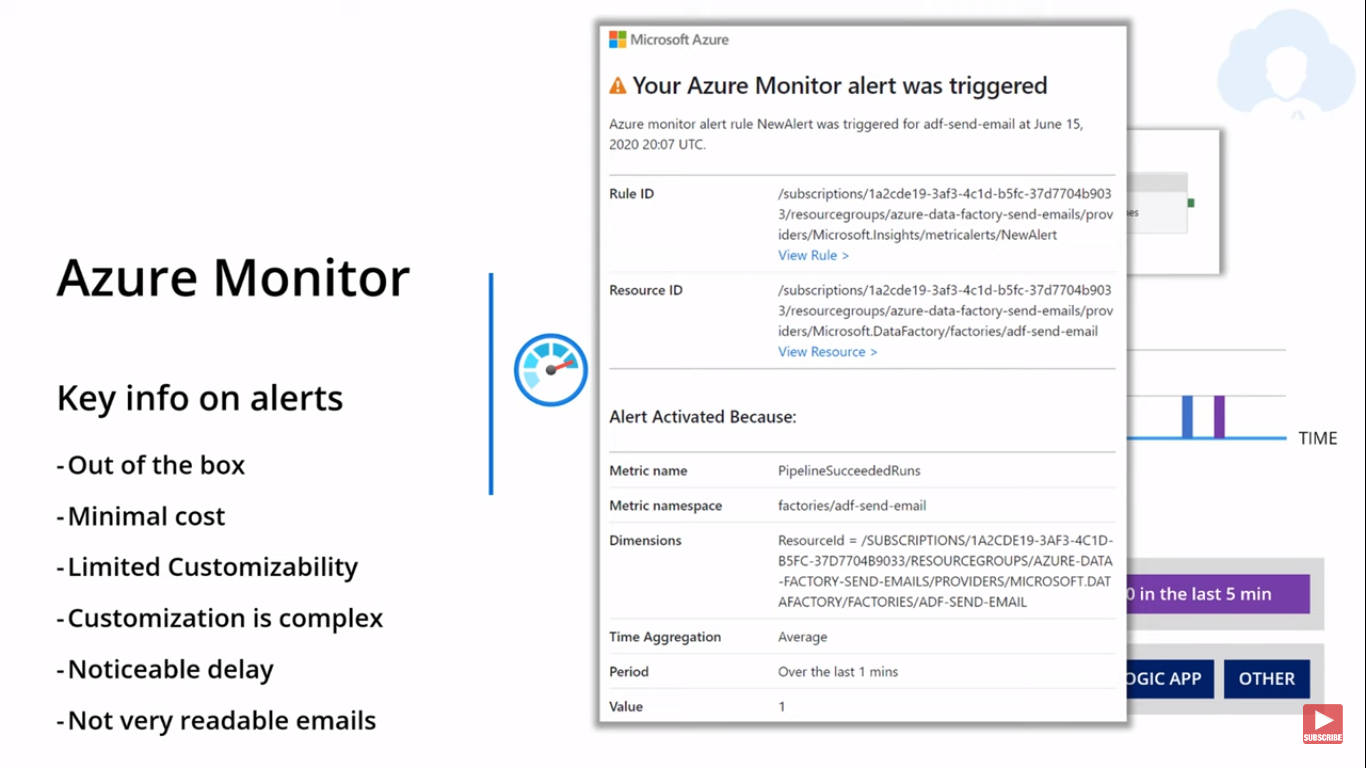 Azure Monitor
Key info on alerts
-Out of the box
-Minimal cost
-Limited Customizability
-Customization is complex
-Noticeable delay
-Not very readable emails
Microsoft Azure
Your Azure Monitor alert was triggered
Azure monitor alert rule NewAlert was triggered for adf-send-email at June 15,
2020 20:07 UTC.
Rule ID
/subscriptions/1a2cde19-3af3-4c1d-b5fc-37d7704b903
3/resourcegroups/azure-data-factory-send-emails/prov
iders/Microsoft.Insights/metricalerts/NewAlert
View Rule >
Resource ID
/subscriptions/1a2cde19-3af3-4c1d-b5fc-37d7704b903
3/resourcegroups/azure-data-factory-send-emails/prov
iders/Microsoft.DataFactory/factories/adf-send-email
View Resource >
Alert Activated Because:
Metric name PipelineSucceededRuns
Metric namespace factories/adf-send-email
Dimensions ResourceId = /SUBSCRIPTIONS/1A2CDE19-3AF3-4C1D-
B5FC-37D7704B9033/RESOURCEGROUPS/AZURE-DATA
-FACTORY-SEND-EMAILS/PROVIDERS/MICROSOFT.DAT
AFACTORY/FACTORIES/ADF-SEND-EMAIL
Time Aggregation Average
Period Over the last 1 mins
Value 1
TIME
0 in the last 5 min
OGIC APP
OTHER
SUBSCRIBE